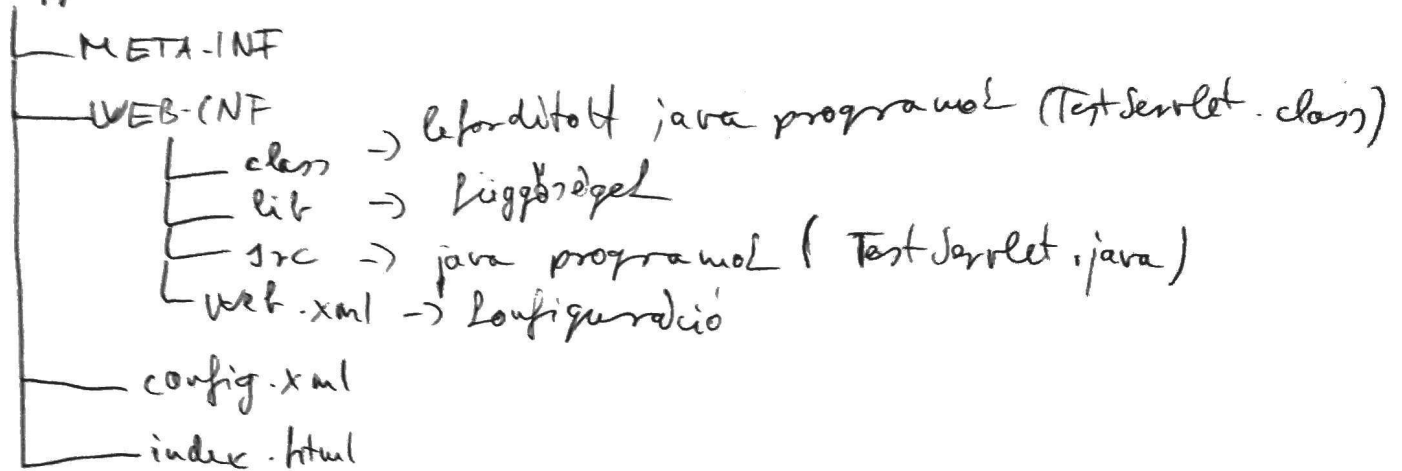 META-INF
WEB-INF
class -> lefordított java programok (TestServlet.class)
lib -> függőségek
src -> java programok (TestServlet.java)
web.xml -> konfiguráció
config.xml
index.html